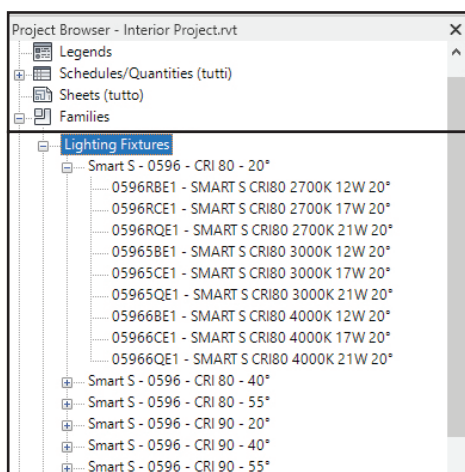 Project Browser - Interior Project.rvt
Legends
Schedules/Quantities (tutti)
Sheets (tutto)
Families
Lighting Fixtures
Smart S - 0596 - CRI 80 - 20°
0596RBE1 - SMART S CRI80 2700K 12W 20°
0596RCE1 - SMART S CRI80 2700K 17W 20°
0596RQE1 - SMART S CRI80 2700K 21W 20°
05965BE1 - SMART S CRI80 3000K 12W 20°
05965CE1 - SMART S CRI80 3000K 17W 20°
05965QE1 - SMART S CRI80 3000K 21W 20°
05966BE1 - SMART S CRI80 4000K 12W 20°
05966CE1 - SMART S CRI80 4000K 17W 20°
05966QE1 - SMART S CRI80 4000K 21W 20°
Smart S - 0596 - CRI 80 - 40°
Smart S - 0596 - CRI 80 - 55°
Smart S - 0596 - CRI 90 - 20°
Smart S - 0596 - CRI 90 - 40°
Smart S - 0596 - CRI 90 - 55°